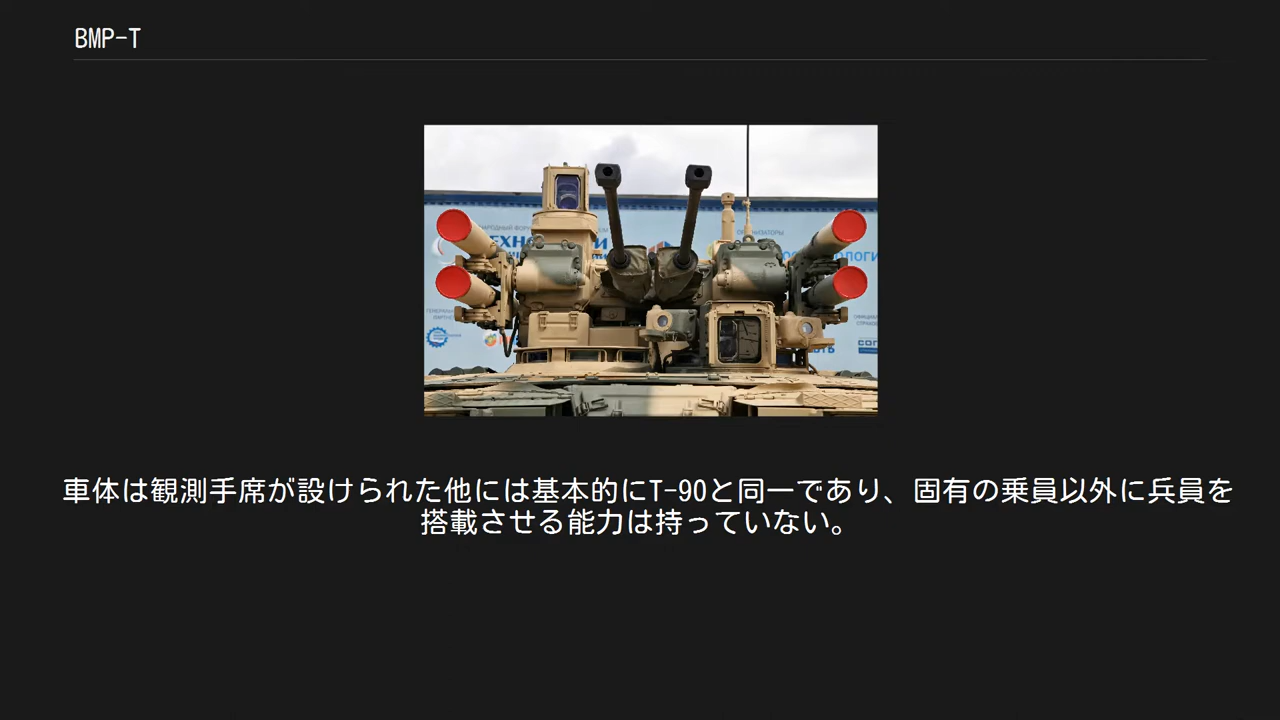 BMP-T
车体は観測手席が設けられた他には基本的にT-90と同一であり、固有の乗員以外に兵員を
搭載させる能力は持っていない。